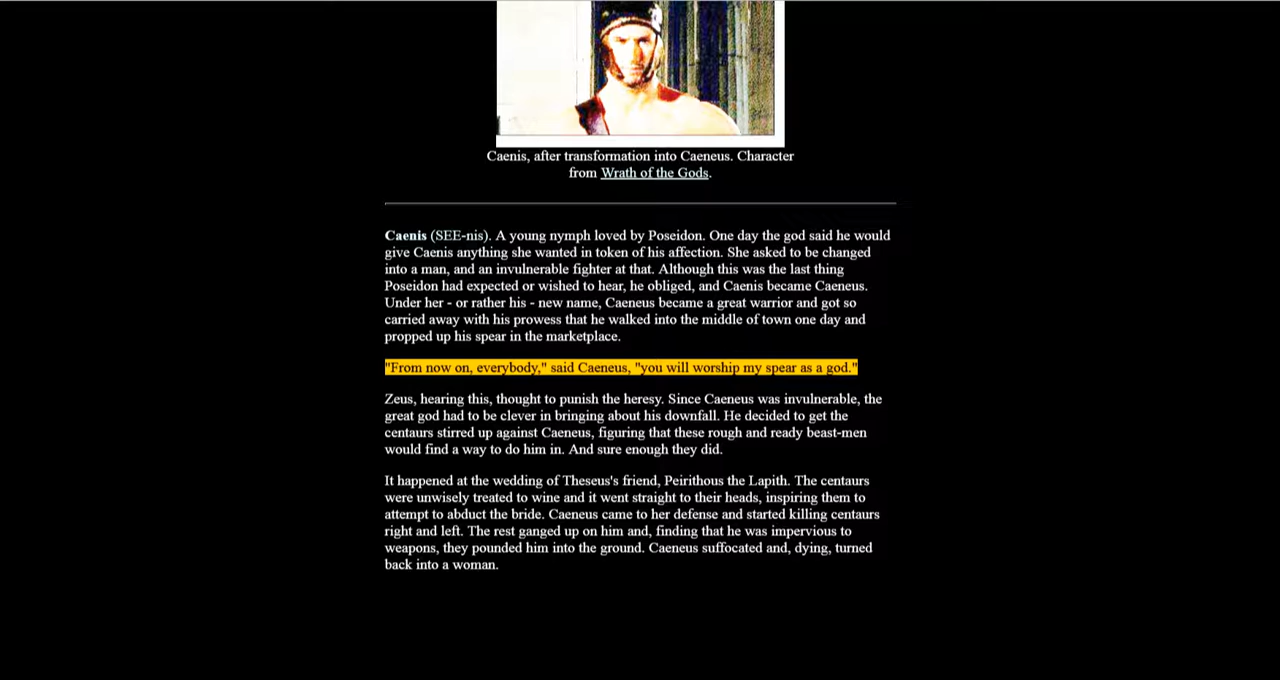 Caenis, after transformation into Caeneus. Character
from Wrath of the Gods.
Caenis (SEE-nis). A young nymph loved by Poseidon. One day the god said he would
give Caenis anything she wanted in token of his affection. She asked to be changed
into a man, and an invulnerable fighter at that. Although this was the last thing
Poseidon had expected or wished to hear, he obliged, and Caenis became Caeneus.
Under her - or rather his - new name, Caeneus became a great warrior and got so
carried away with his prowess that he walked into the middle of town one day and
propped up his spear in the marketplace.
"From now on, everybody," said Caeneus, "you will worship my spear as a god."
Zeus, hearing this, thought to punish the heresy. Since Caeneus was invulnerable, the
great god had to be clever in bringing about his downfall. He decided to get the
centaurs stirred up against Caeneus, figuring that these rough and ready beast-men
would find a way to do him in. And sure enough they did.
It happened at the wedding of Theseus's friend, Peirithous the Lapith. The centaurs
were unwisely treated to wine and it went straight to their heads, inspiring them to
attempt to abduct the bride. Caeneus came to her defense and started killing centaurs
right and left. The rest ganged up on him and, finding that he was impervious to
weapons, they pounded him into the ground. Caeneus suffocated and, dying, turned
back into a woman.